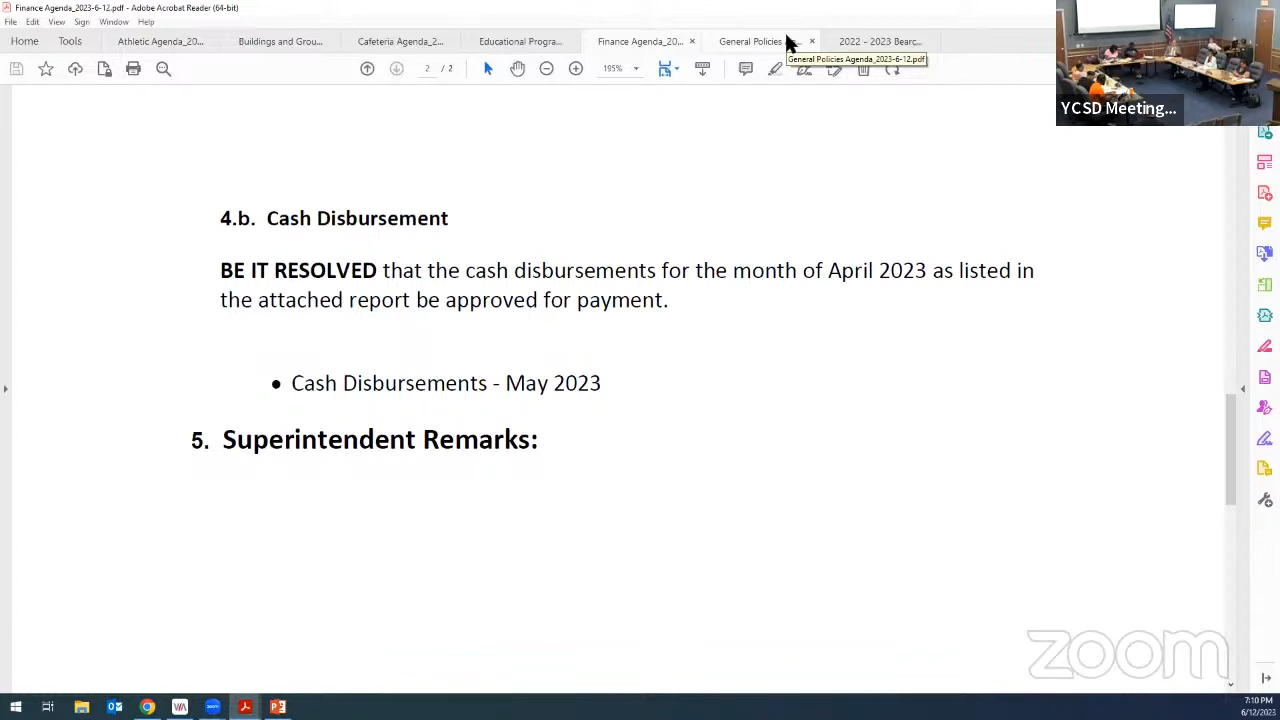 Finance Agenda_2023-6-12.pdf - Adobe Acrobat Reader (64-bit)
File Edit View Sign Window Help
Home Tools Athletic Agenda_20... Buildings and Grou... Cafeteria Agenda_2... Educational Progra... Finance Agenda_20... × General Policies × 2022 - 2023 Bearc...
General Policies Agenda_2023-6-12.pdf
2 / 2 195%
YCSD Meeting...
4.b. Cash Disbursement
BE IT RESOLVED that the cash disbursements for the month of April 2023 as listed in
the attached report be approved for payment.
• Cash Disbursements - May 2023
5. Superintendent Remarks:
zoom
7:10 PM
6/12/2023